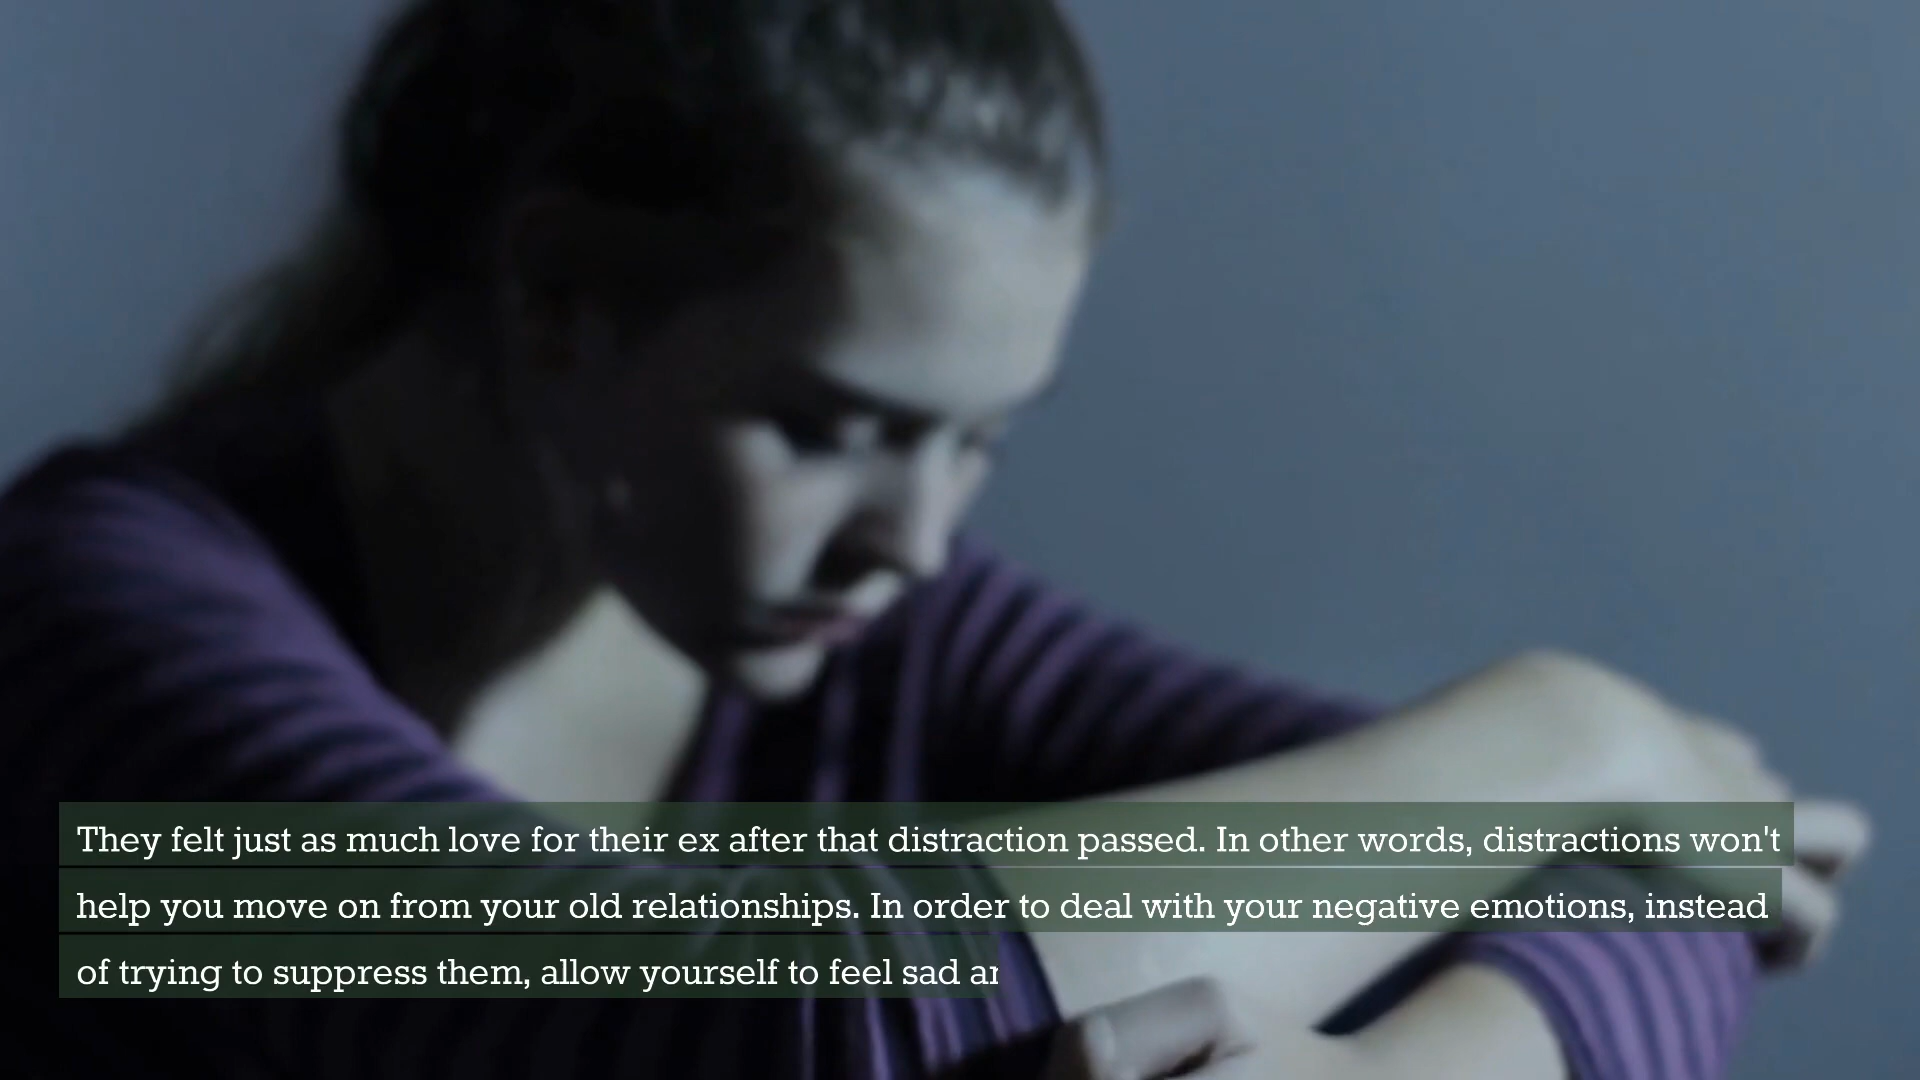 They felt just as much love for their ex after that distraction passed. In other words, distractions won't
help you move on from your old relationships. In order to deal with your negative emotions, instead
of trying to suppress them, allow yourself to feel sad